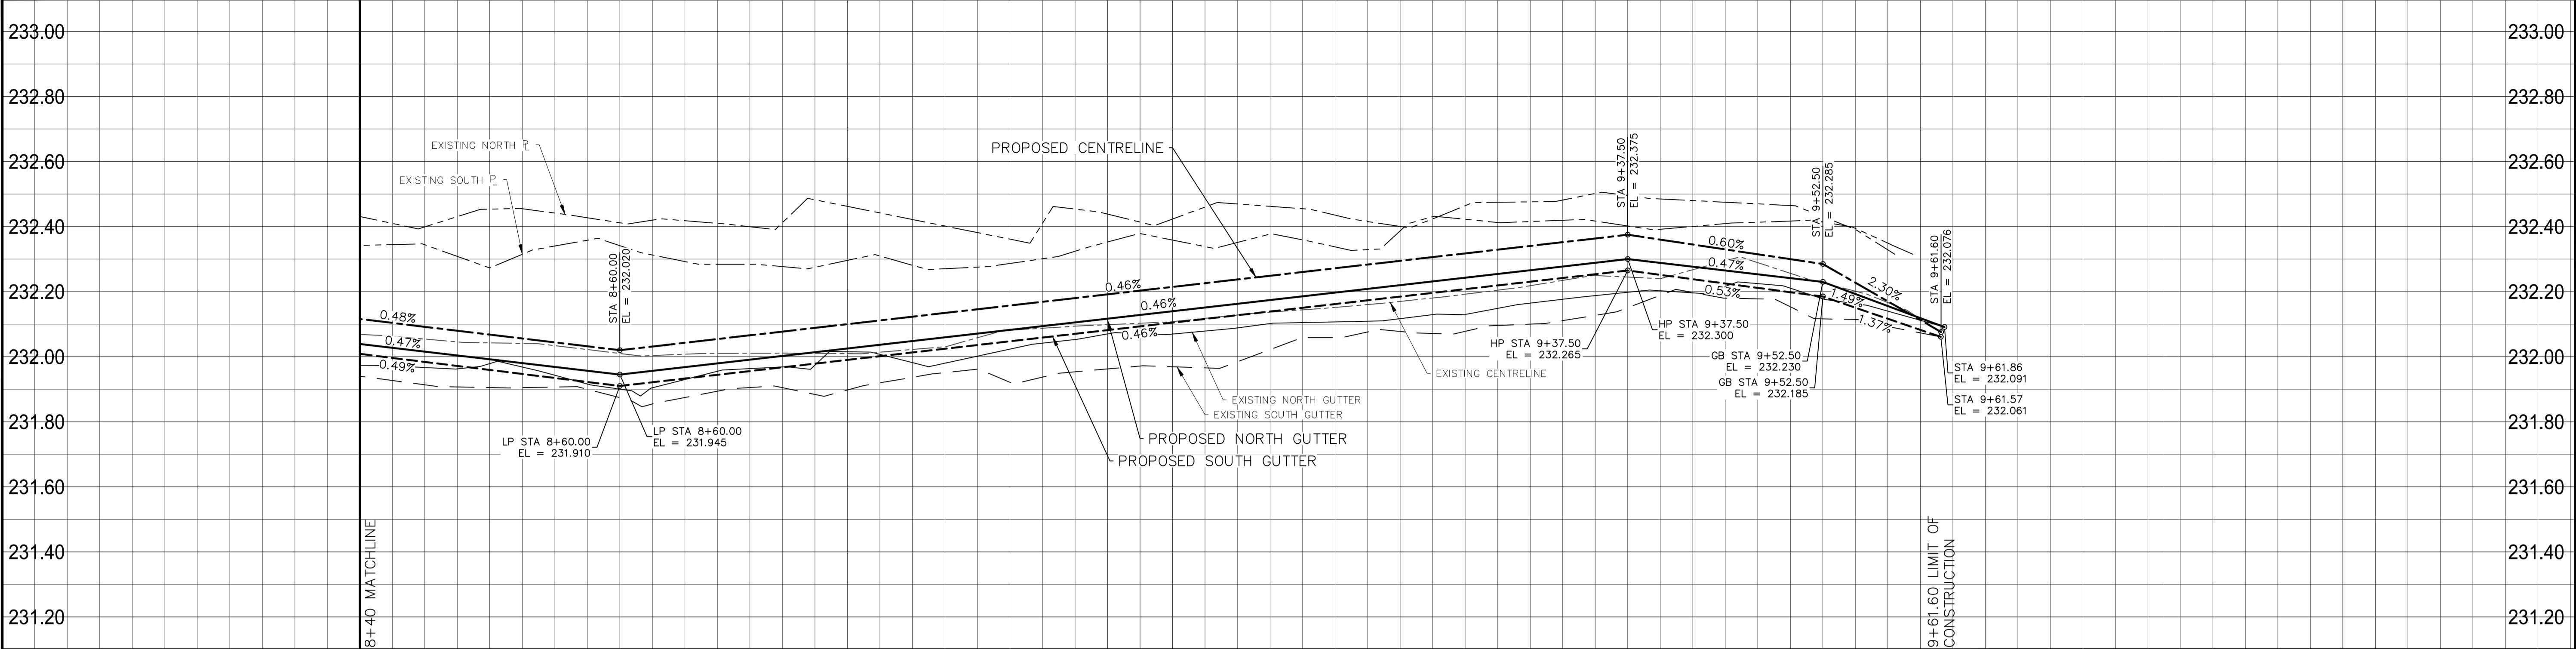 233.00
233.00
232.80
232.80
232.60
232.60
232.40
232.40
232.20
232.20
232.00
232.00
231.80
231.80
231.60
231.60
231.40
231.40
231.20
231.20
EXISTING NORTH PL
EXISTING SOUTH PL
PROPOSED CENTRELINE
STA 8+60.00
EL = 232.020
STA 9+37.50
EL = 232.375
STA 9+52.50
EL = 232.285
STA 9+61.60
EL = 232.076
0.48%
0.47%
0.49%
0.46%
0.46%
0.46%
0.60%
0.47%
0.53%
2.30%
1.49%
1.37%
HP STA 9+37.50
EL = 232.300
HP STA 9+37.50
EL = 232.265
GB STA 9+52.50
EL = 232.230
GB STA 9+52.50
EL = 232.185
STA 9+61.86
EL = 232.091
STA 9+61.57
EL = 232.061
EXISTING CENTRELINE
EXISTING NORTH GUTTER
EXISTING SOUTH GUTTER
PROPOSED NORTH GUTTER
PROPOSED SOUTH GUTTER
LP STA 8+60.00
EL = 231.945
LP STA 8+60.00
EL = 231.910
8+40 MATCHLINE
9+61.60 LIMIT OF
CONSTRUCTION